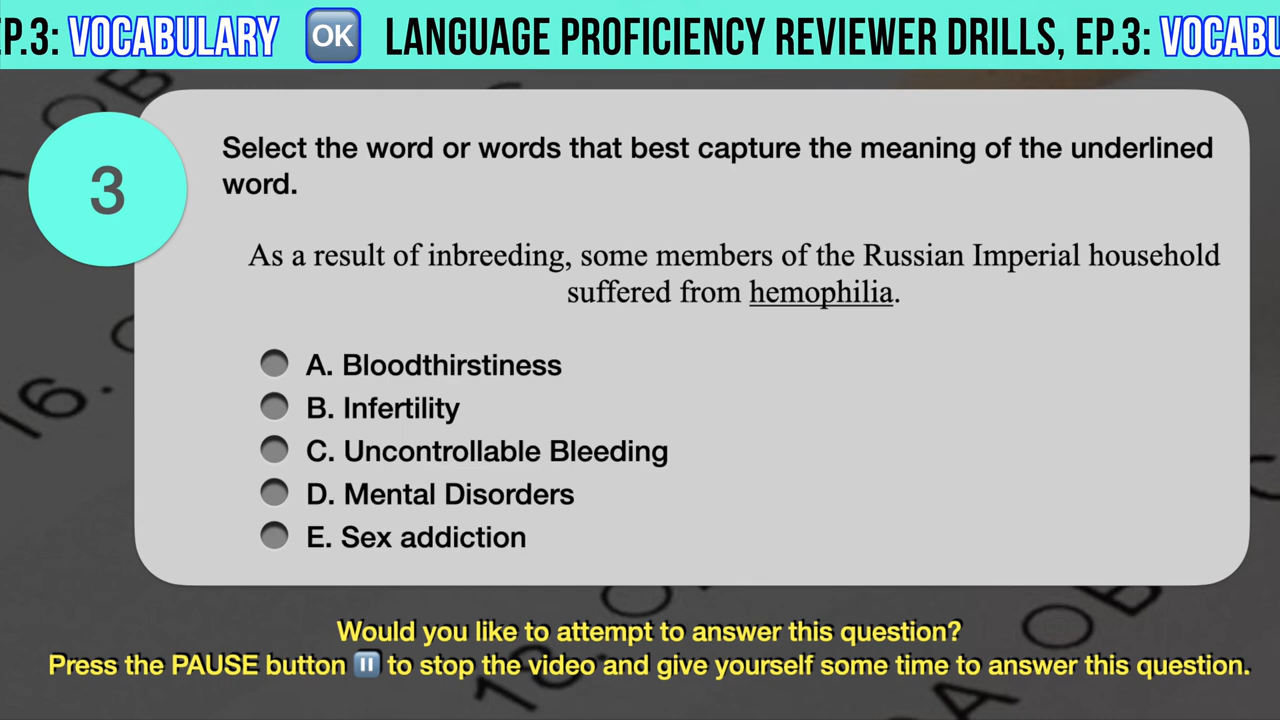 EP.3: VOCABULARY 🆗 LANGUAGE PROFICIENCY REVIEWER DRILLS, EP.3: VOCABU
3
Select the word or words that best capture the meaning of the underlined
word.
As a result of inbreeding, some members of the Russian Imperial household
suffered from hemophilia.
A. Bloodthirstiness
B. Infertility
C. Uncontrollable Bleeding
D. Mental Disorders
E. Sex addiction
16.
Would you like to attempt to answer this question?
Press the PAUSE button ⏸ to stop the video and give yourself some time to answer this question.